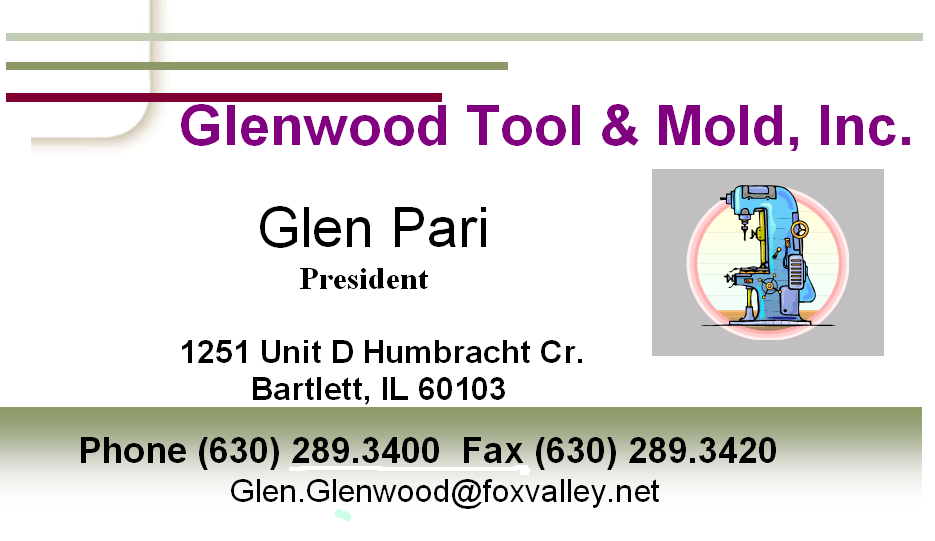 Glenwood Tool & Mold, Inc.
Glen Pari
President
1251 Unit D Humbracht Cr.
Bartlett, IL 60103
Phone (630) 289.3400 Fax (630) 289.3420
Glen.Glenwood@foxvalley.net